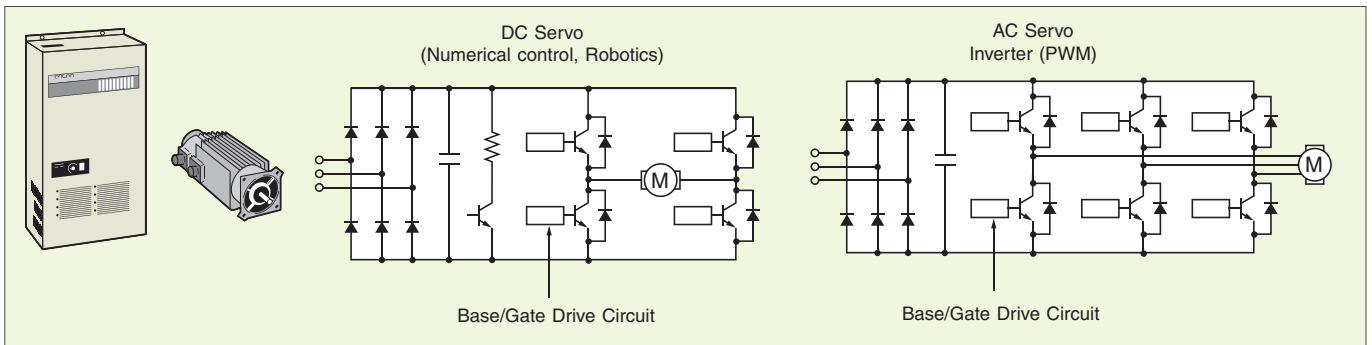 DC Servo
(Numerical control, Robotics)
M
Base/Gate Drive Circuit
AC Servo
Inverter (PWM)
M
Base/Gate Drive Circuit